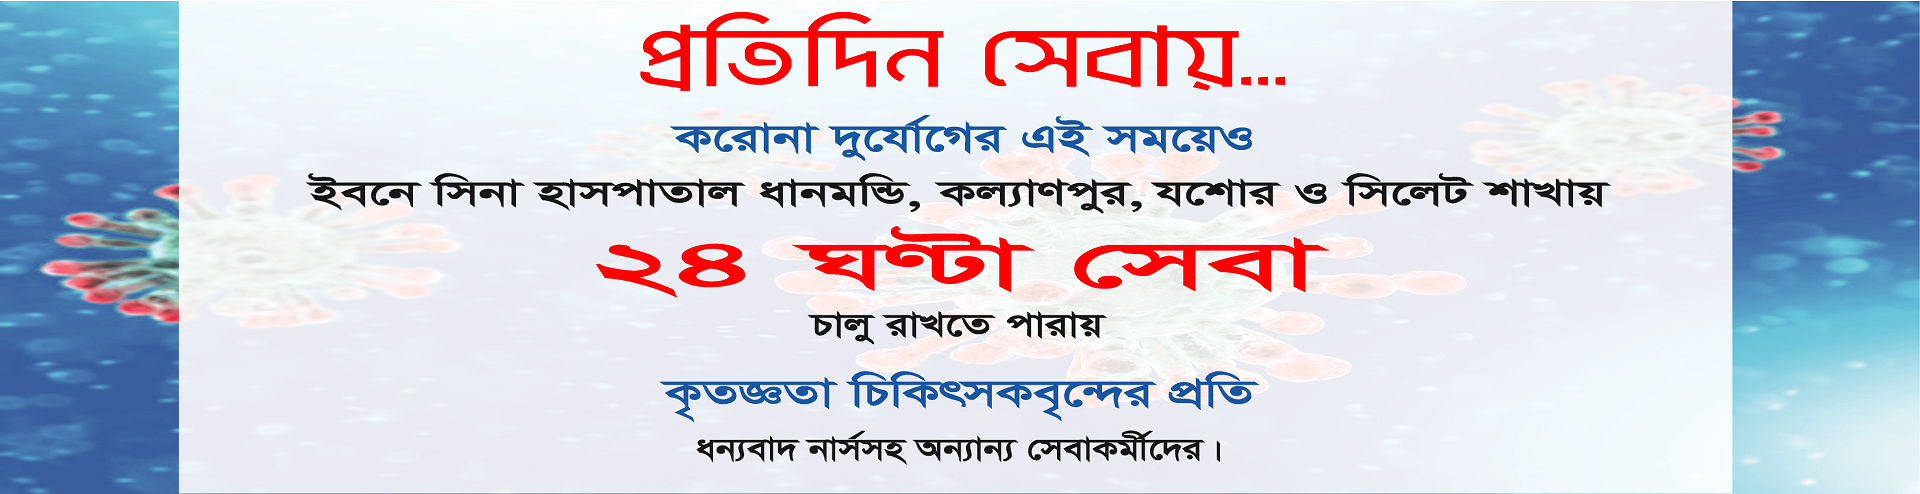 প্রতিদিন সেবায়...
করোনা দুর্যোগের এই সময়েও
ইবনে সিনা হাসপাতাল ধানমন্ডি, কল্যাণপুর, যশোর ও সিলেট শাখায়
২৪ ঘণ্টা সেবা
চালু রাখতে পারায়
কৃতজ্ঞতা চিকিৎসকবৃন্দের প্রতি
ধন্যবাদ নার্সসহ অন্যান্য সেবাকর্মীদের।